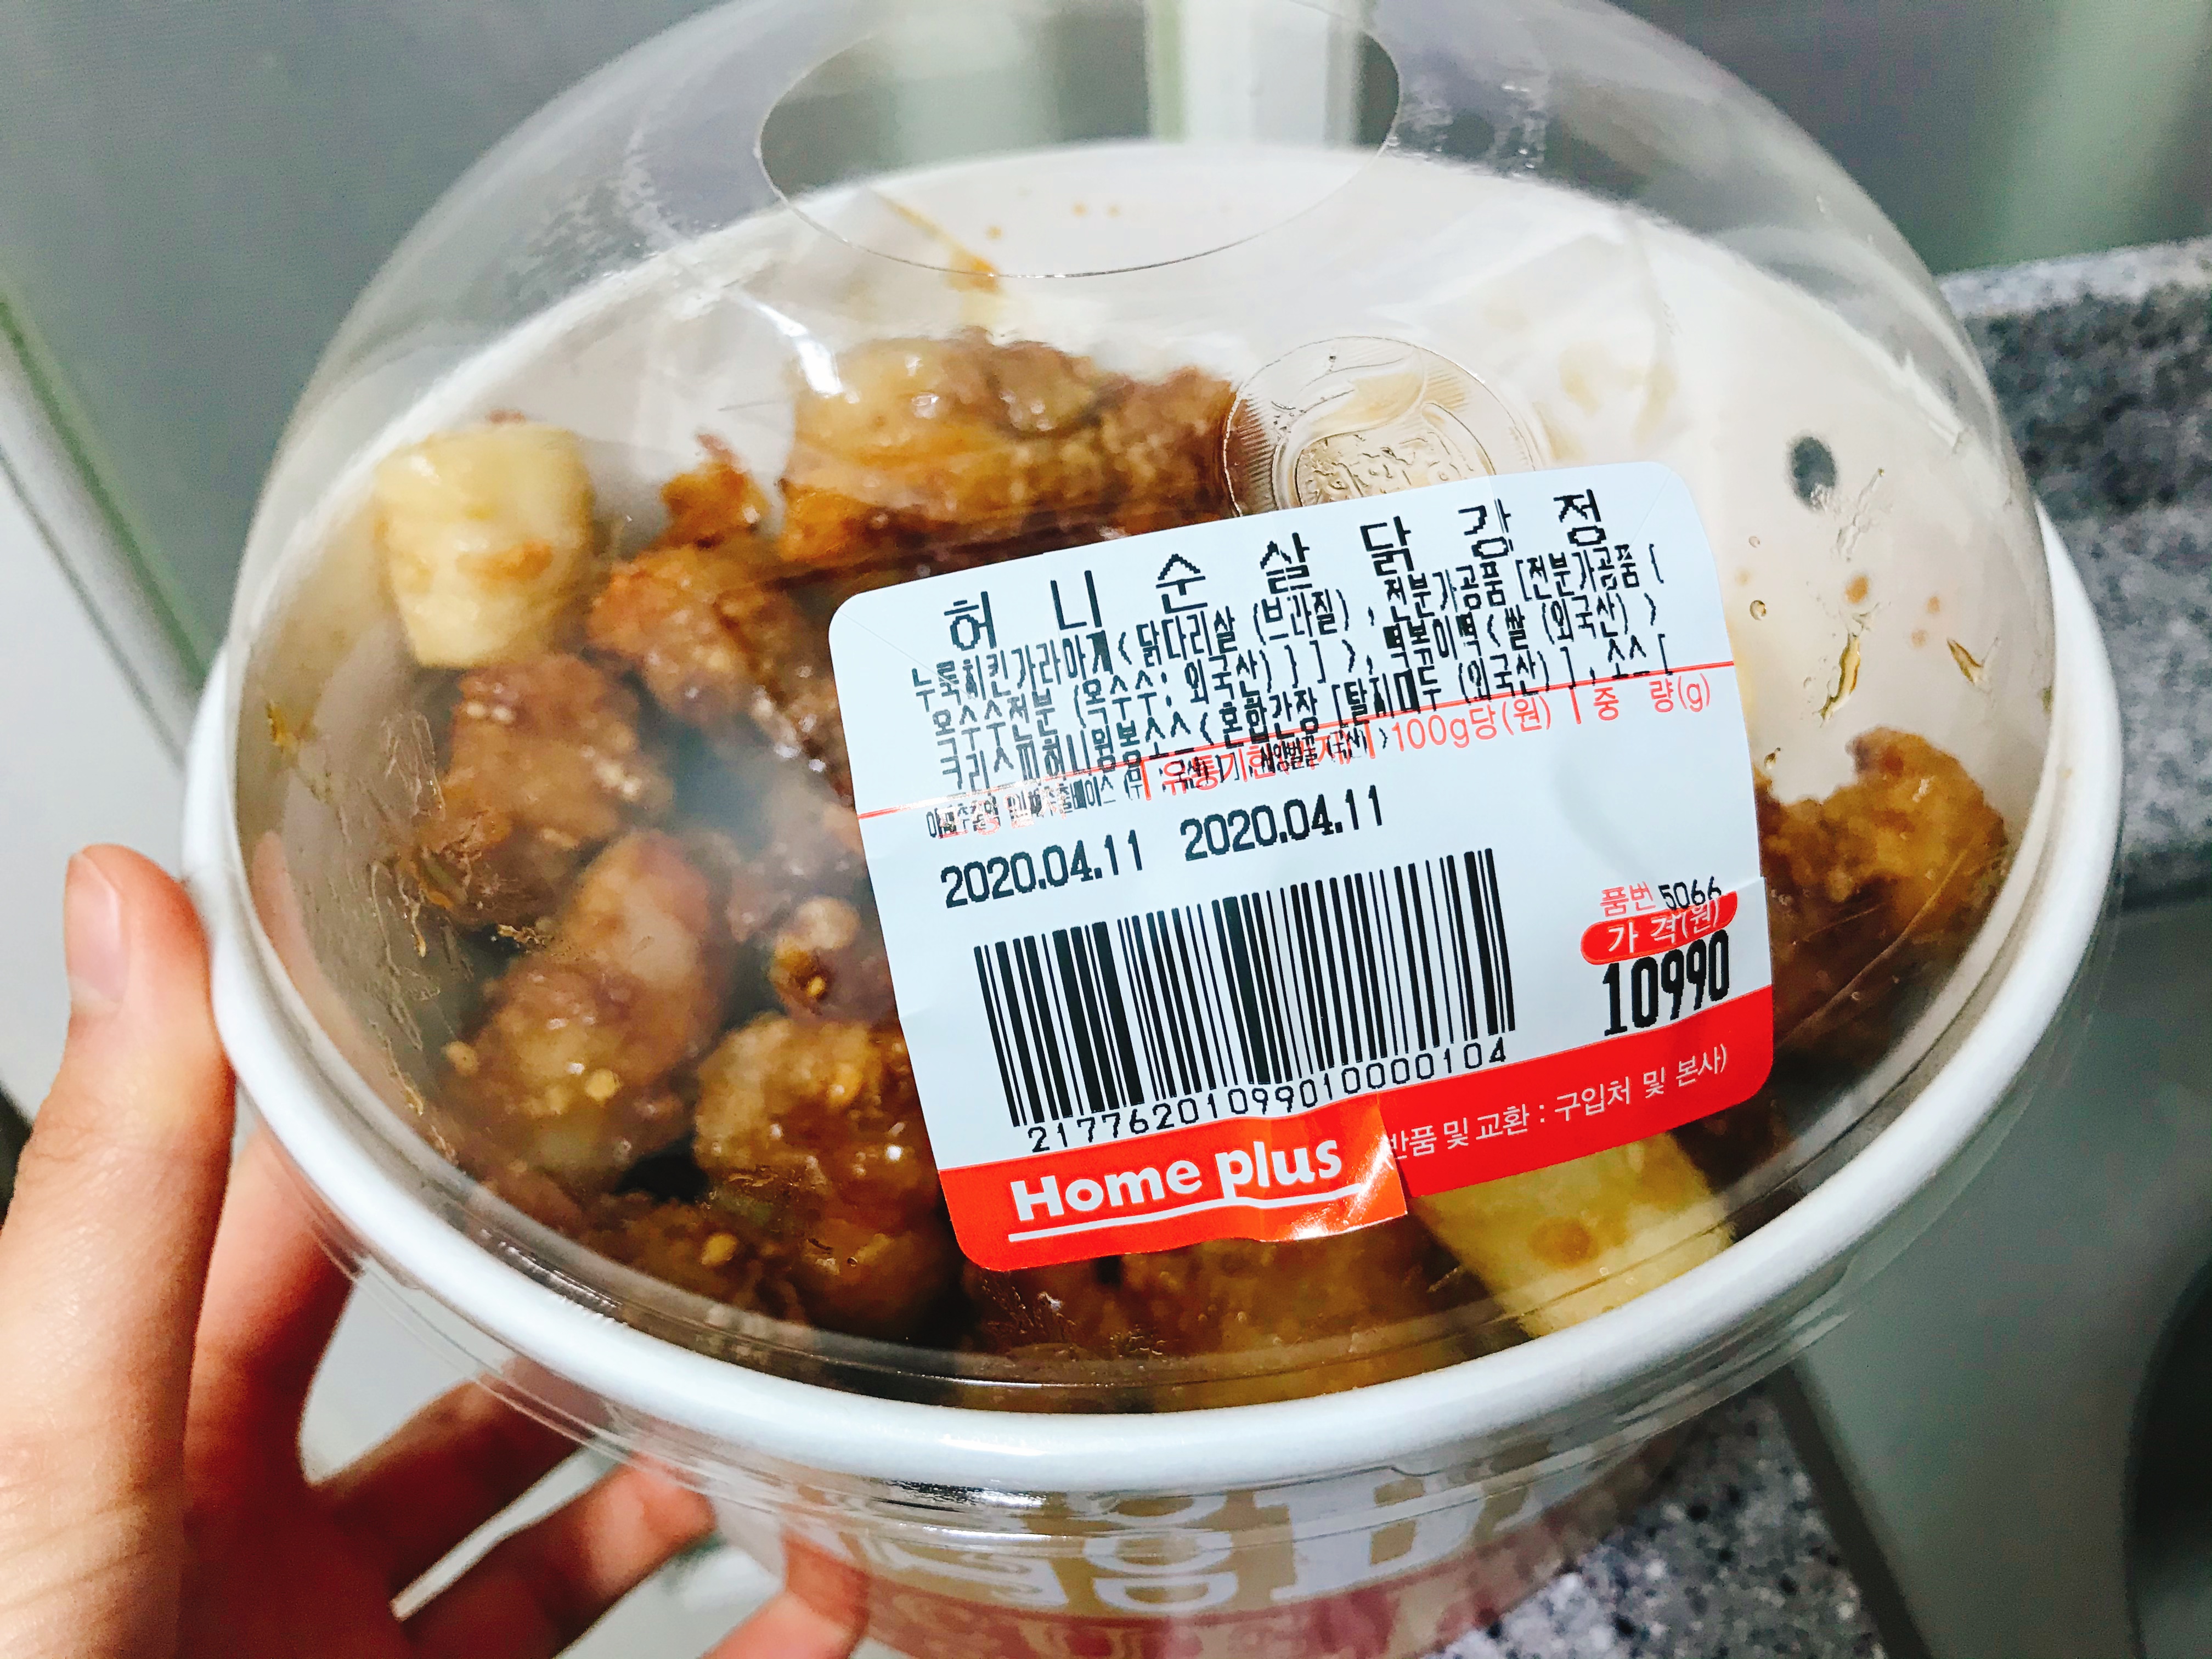 허니순살닭강정
누룩치킨가라아게<닭다리살(브라질),전분가공품[전분가공품{
옥수수전분(옥수수:외국산)}]>,떡볶이떡<쌀(외국산)>
크리스피허니윙봉소스<혼합간장[탈지대두(외국산)],소스[
유통기한 100g당(원) 중 량(g)
2020.04.11 2020.04.11
품번 5066
가 격(원)
10990
21776201099010000104
Home plus 반품 및 교환 : 구입처 및 본사)